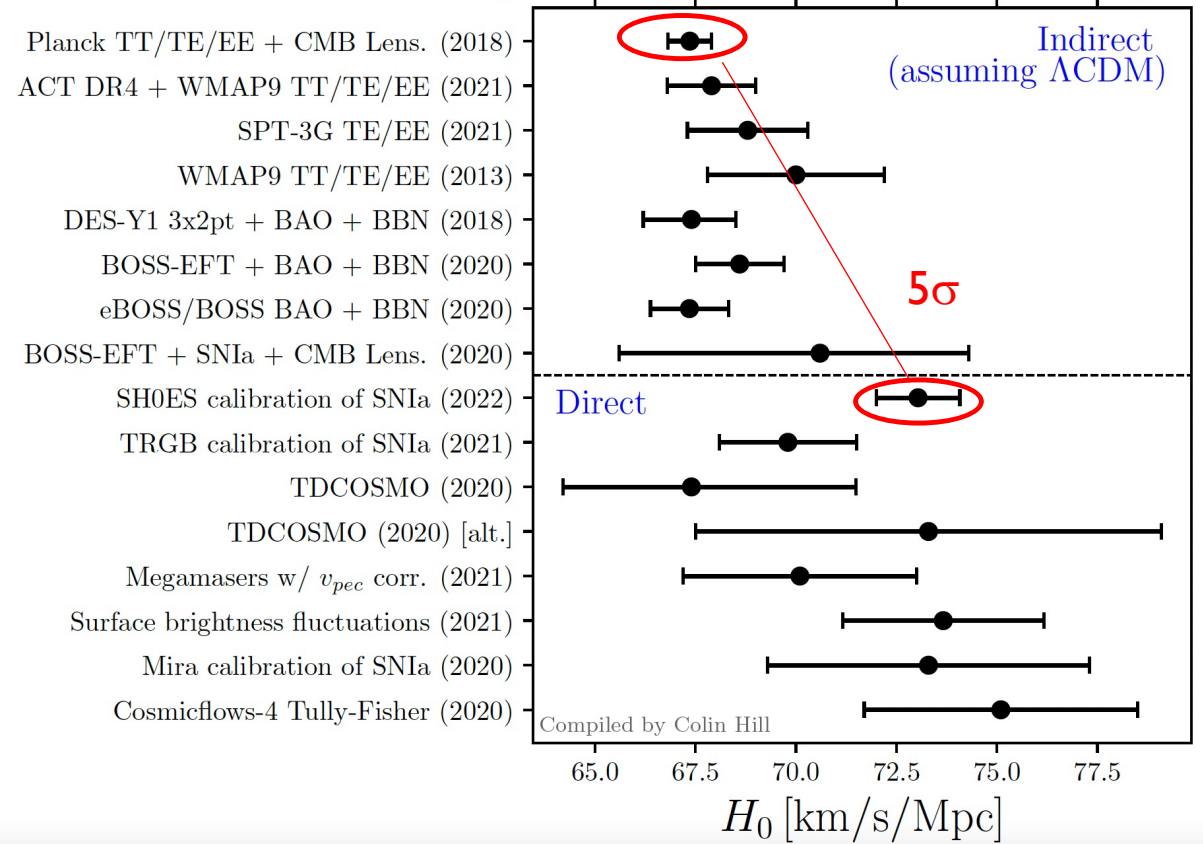 Planck TT/TE/EE + CMB Lens. (2018)
Indirect
(assuming ΛCDM)
ACT DR4 + WMAP9 TT/TE/EE (2021)
SPT-3G TE/EE (2021)
WMAP9 TT/TE/EE (2013)
DES-Y1 3x2pt + BAO + BBN (2018)
BOSS-EFT + BAO + BBN (2020)
5σ
eBOSS/BOSS BAO + BBN (2020)
BOSS-EFT + SNIa + CMB Lens. (2020)
SH0ES calibration of SNIa (2022)
Direct
TRGB calibration of SNIa (2021)
TDCOSMO (2020)
TDCOSMO (2020) [alt.]
Megamasers w/ v_pec corr. (2021)
Surface brightness fluctuations (2021)
Mira calibration of SNIa (2020)
Cosmicflows-4 Tully-Fisher (2020)
Compiled by Colin Hill
65.0 67.5 70.0 72.5 75.0 77.5
H₀ [km/s/Mpc]